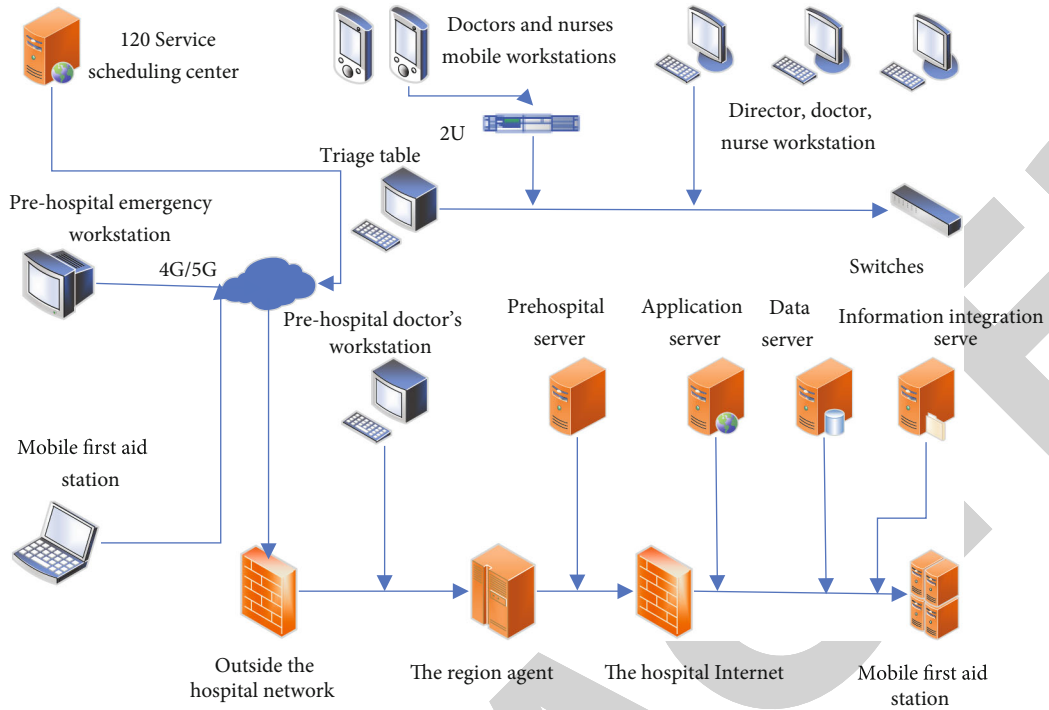 120 Service
scheduling center
Doctors and nurses
mobile workstations
2U
Director, doctor,
nurse workstation
Triage table
Pre-hospital emergency
workstation
4G/5G
Switches
Pre-hospital doctor's
workstation
Prehospital
server
Application
server
Data
server
Information integration
serve
Mobile first aid
station
Outside the
hospital network
The region agent
The hospital Internet
Mobile first aid
station